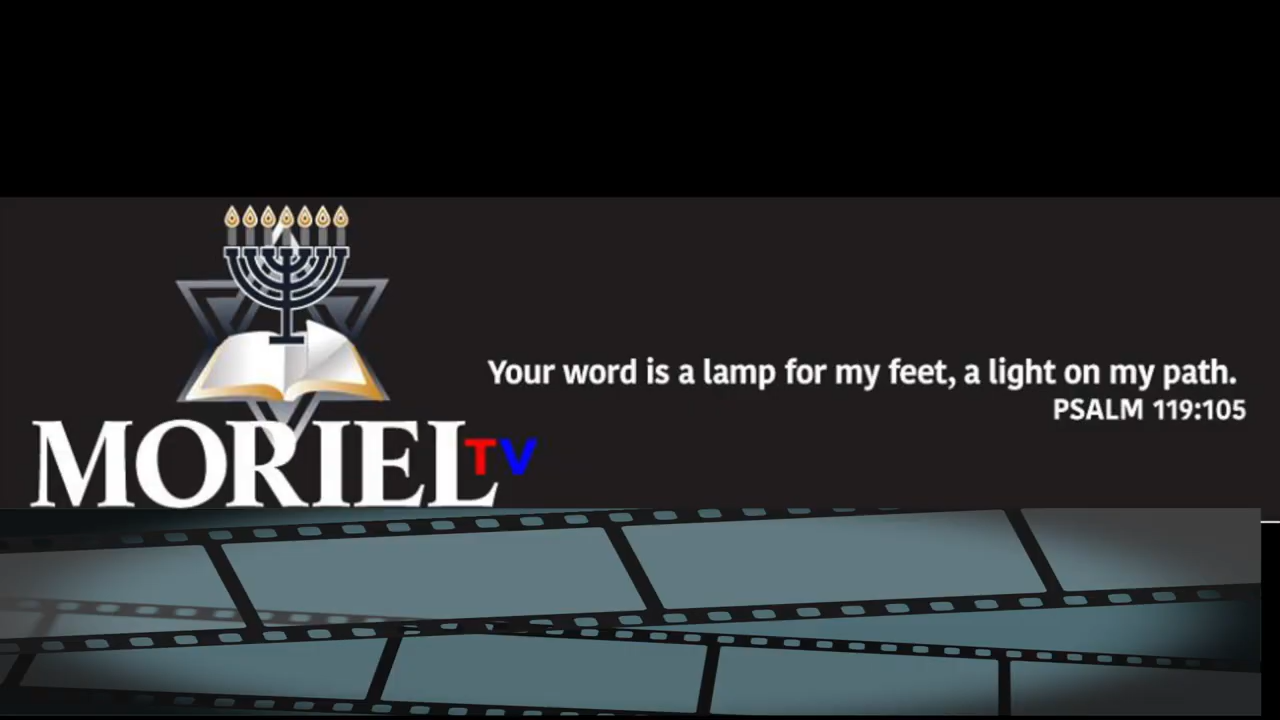 Your word is a lamp for my feet, a light on my path.
PSALM 119:105
MORIEL TV